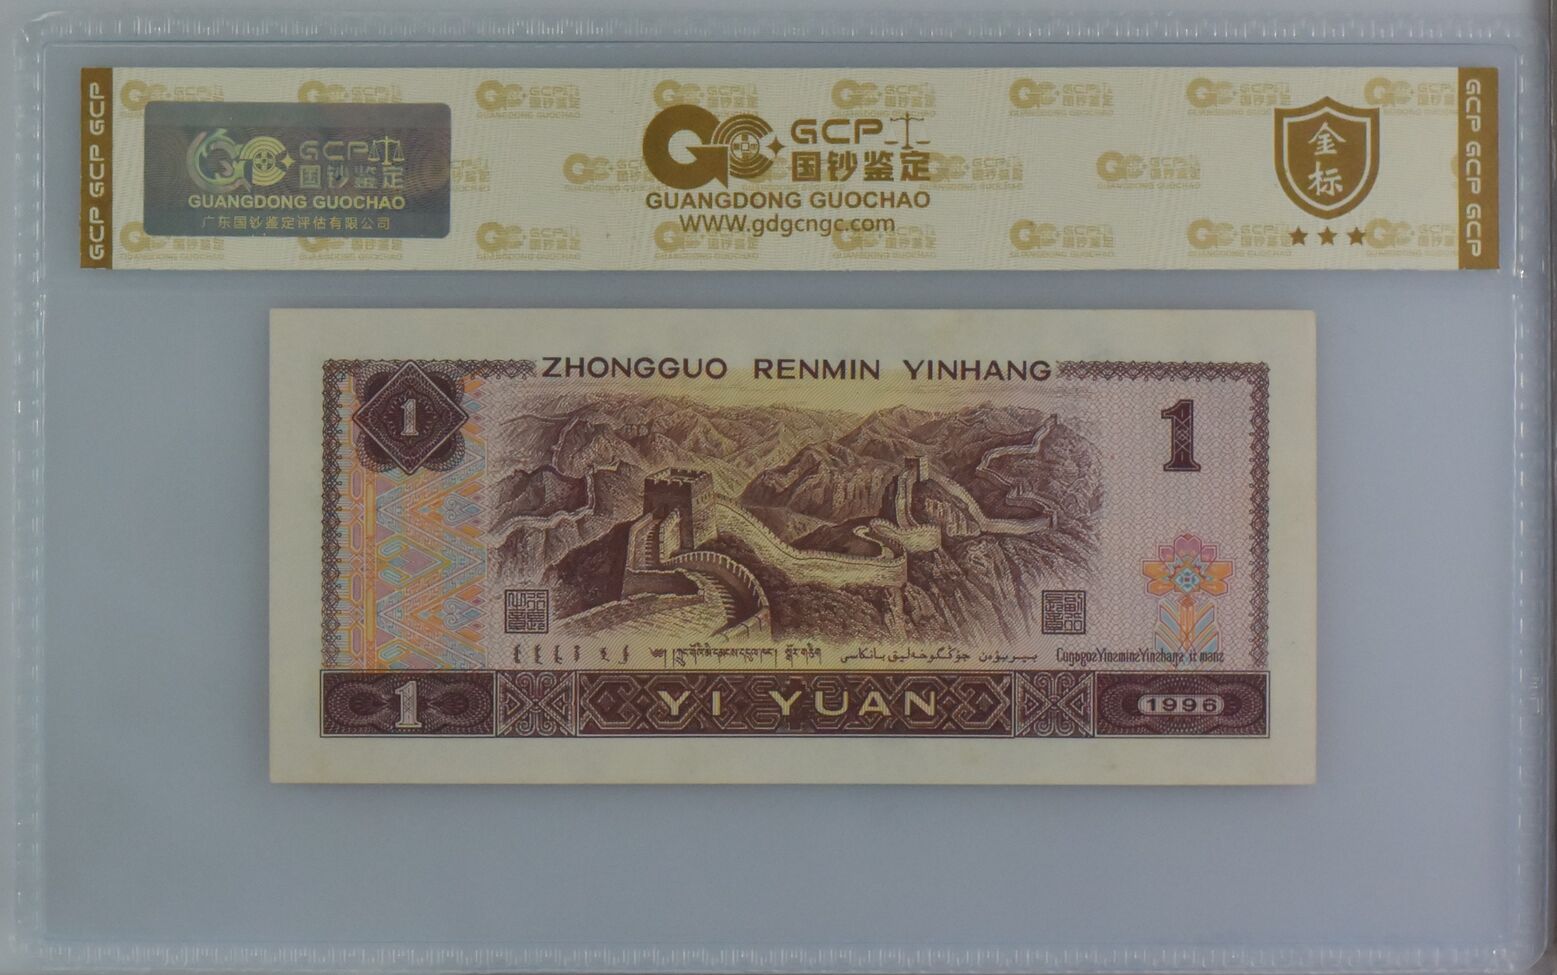 GCP GCP GCP
GCP
国钞鉴定
GUANGDONG GUOCHAO
广东国钞鉴定评估有限公司
GCP
国钞鉴定
GUANGDONG GUOCHAO
WWW.gdgcngc.com
金标
GCP GCP GCP
ZHONGGUO RENMIN YINHANG
1
1
1
YI YUAN
1996